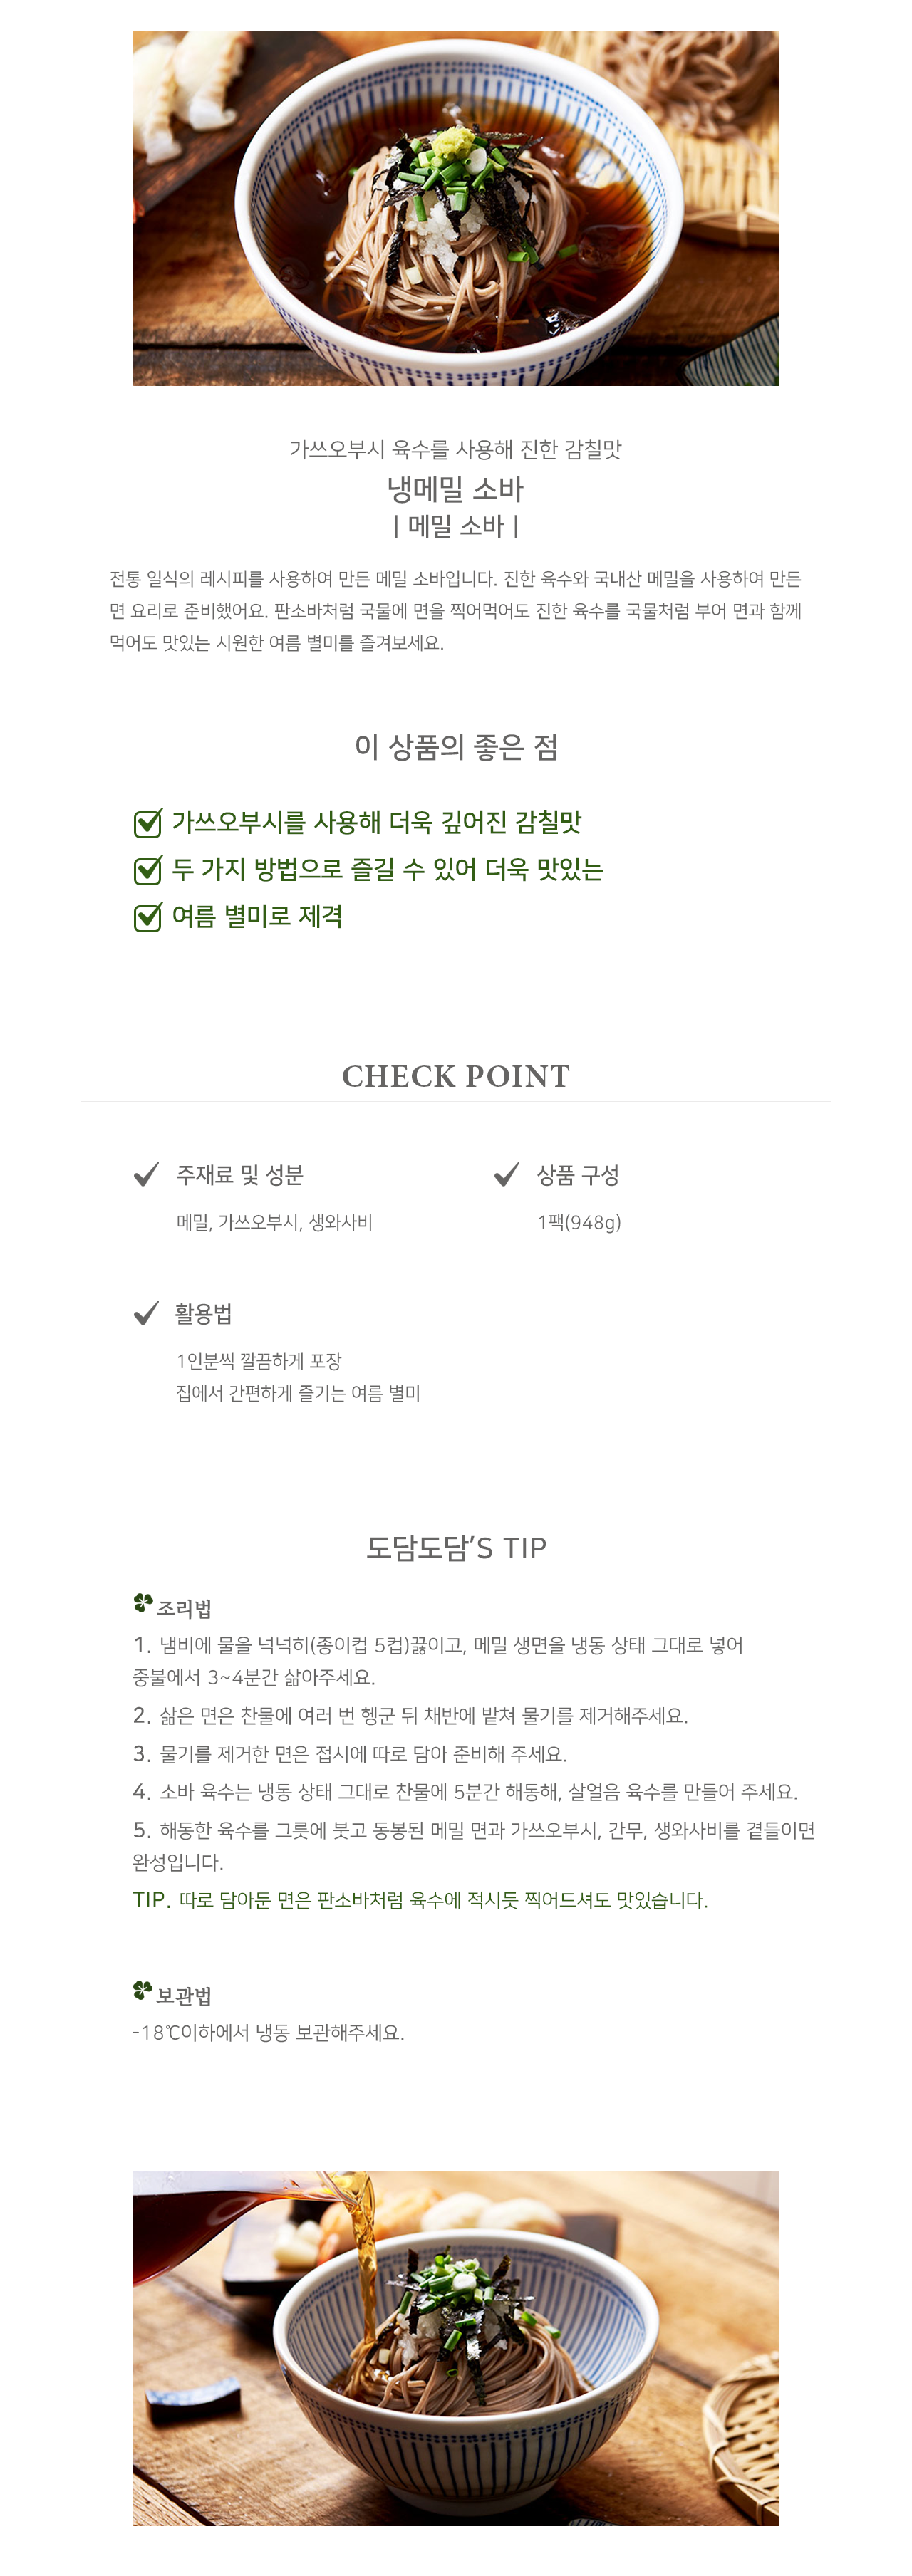 가쓰오부시 육수를 사용해 진한 감칠맛
냉메밀 소바
| 메밀 소바 |
전통 일식의 레시피를 사용하여 만든 메밀 소바입니다. 진한 육수와 국내산 메밀을 사용하여 만든
면 요리로 준비했어요. 판소바처럼 국물에 면을 찍어먹어도 진한 육수를 국물처럼 부어 면과 함께
먹어도 맛있는 시원한 여름 별미를 즐겨보세요.
이 상품의 좋은 점
가쓰오부시를 사용해 더욱 깊어진 감칠맛
두 가지 방법으로 즐길 수 있어 더욱 맛있는
여름 별미로 제격
CHECK POINT
주재료 및 성분
메밀, 가쓰오부시, 생와사비
상품 구성
1팩(948g)
활용법
1인분씩 깔끔하게 포장
집에서 간편하게 즐기는 여름 별미
도담도담’S TIP
조리법
1. 냄비에 물을 넉넉히(종이컵 5컵)끓이고, 메밀 생면을 냉동 상태 그대로 넣어
중불에서 3~4분간 삶아주세요.
2. 삶은 면은 찬물에 여러 번 헹군 뒤 채반에 밭쳐 물기를 제거해주세요.
3. 물기를 제거한 면은 접시에 따로 담아 준비해 주세요.
4. 소바 육수는 냉동 상태 그대로 찬물에 5분간 해동해, 살얼음 육수를 만들어 주세요.
5. 해동한 육수를 그릇에 붓고 동봉된 메밀 면과 가쓰오부시, 간무, 생와사비를 곁들이면
완성입니다.
TIP. 따로 담아둔 면은 판소바처럼 육수에 적시듯 찍어드셔도 맛있습니다.
보관법
-18℃이하에서 냉동 보관해주세요.